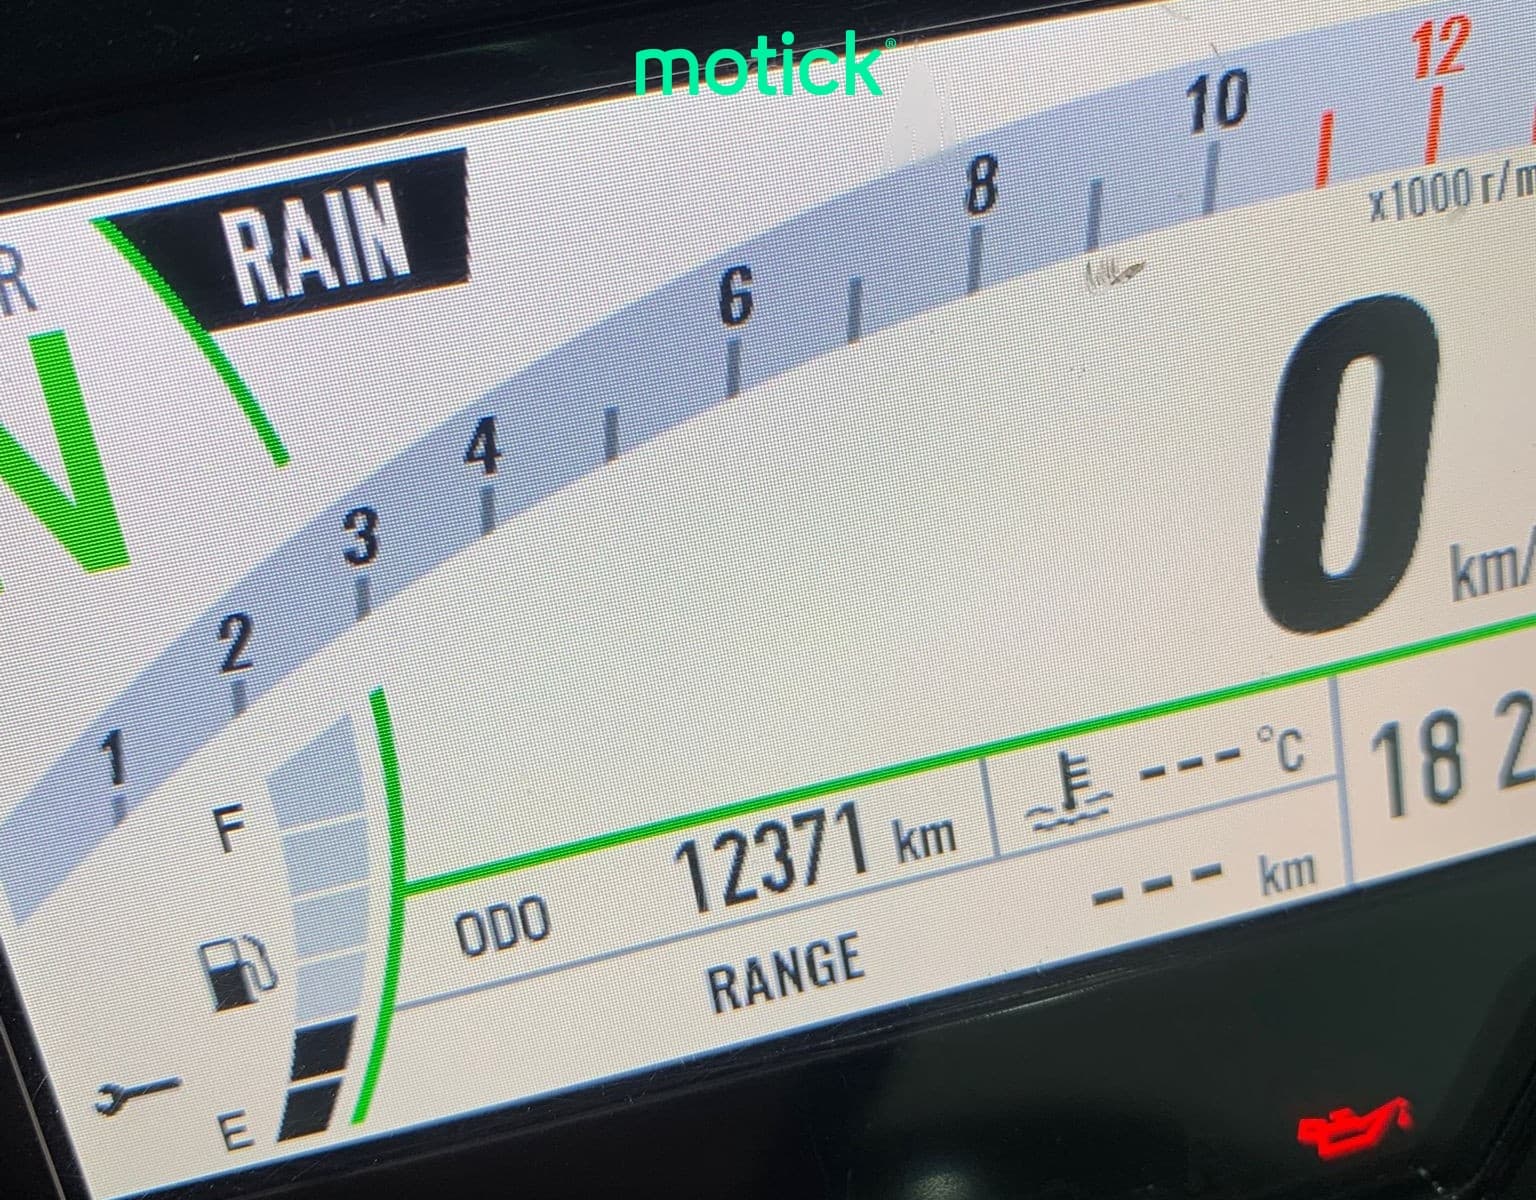 motick®
12
10
8
6
4
3
2
1
x1000 r/m
RAIN
R
N
0
km/
F
E
ODO 12371 km
--- °C
18 2
RANGE --- km